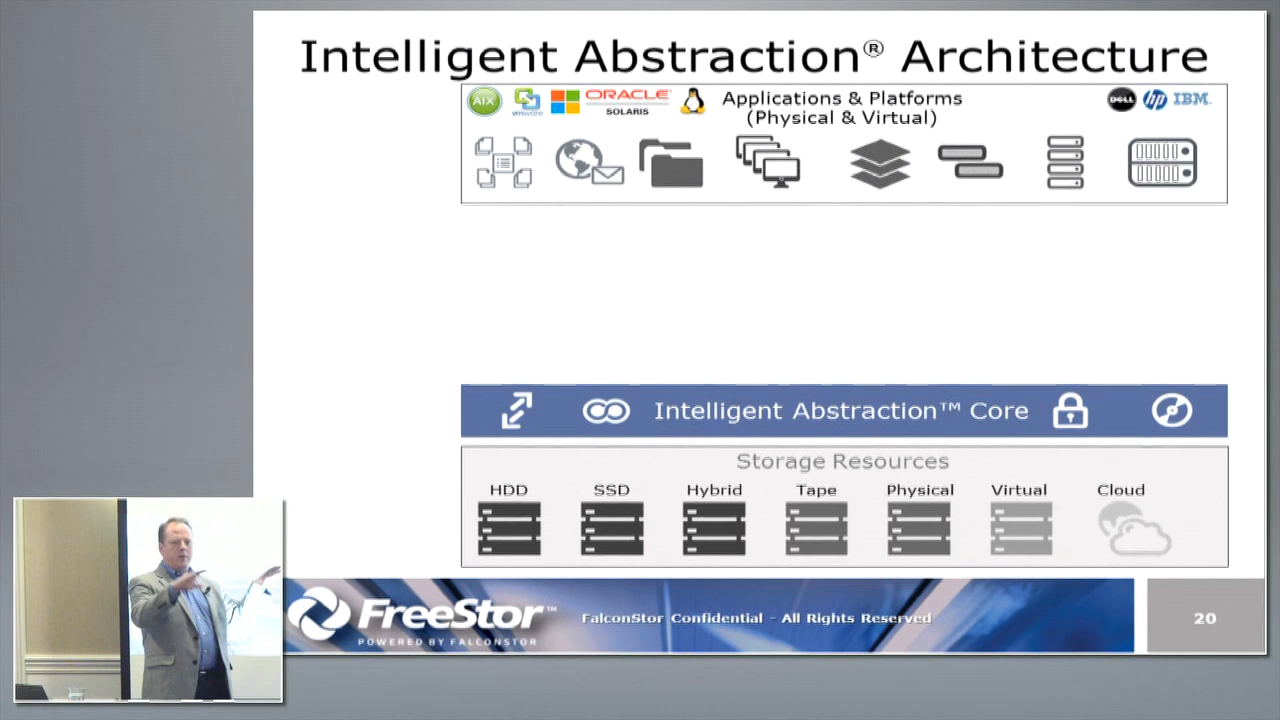 Intelligent Abstraction® Architecture
AIX
vmware
ORACLE
SOLARIS
Applications & Platforms
(Physical & Virtual)
DELL
hp
IBM
Intelligent Abstraction™ Core
Storage Resources
HDD SSD Hybrid Tape Physical Virtual Cloud
FreeStor™
POWERED BY FALCONSTOR
FalconStor Confidential - All Rights Reserved
20